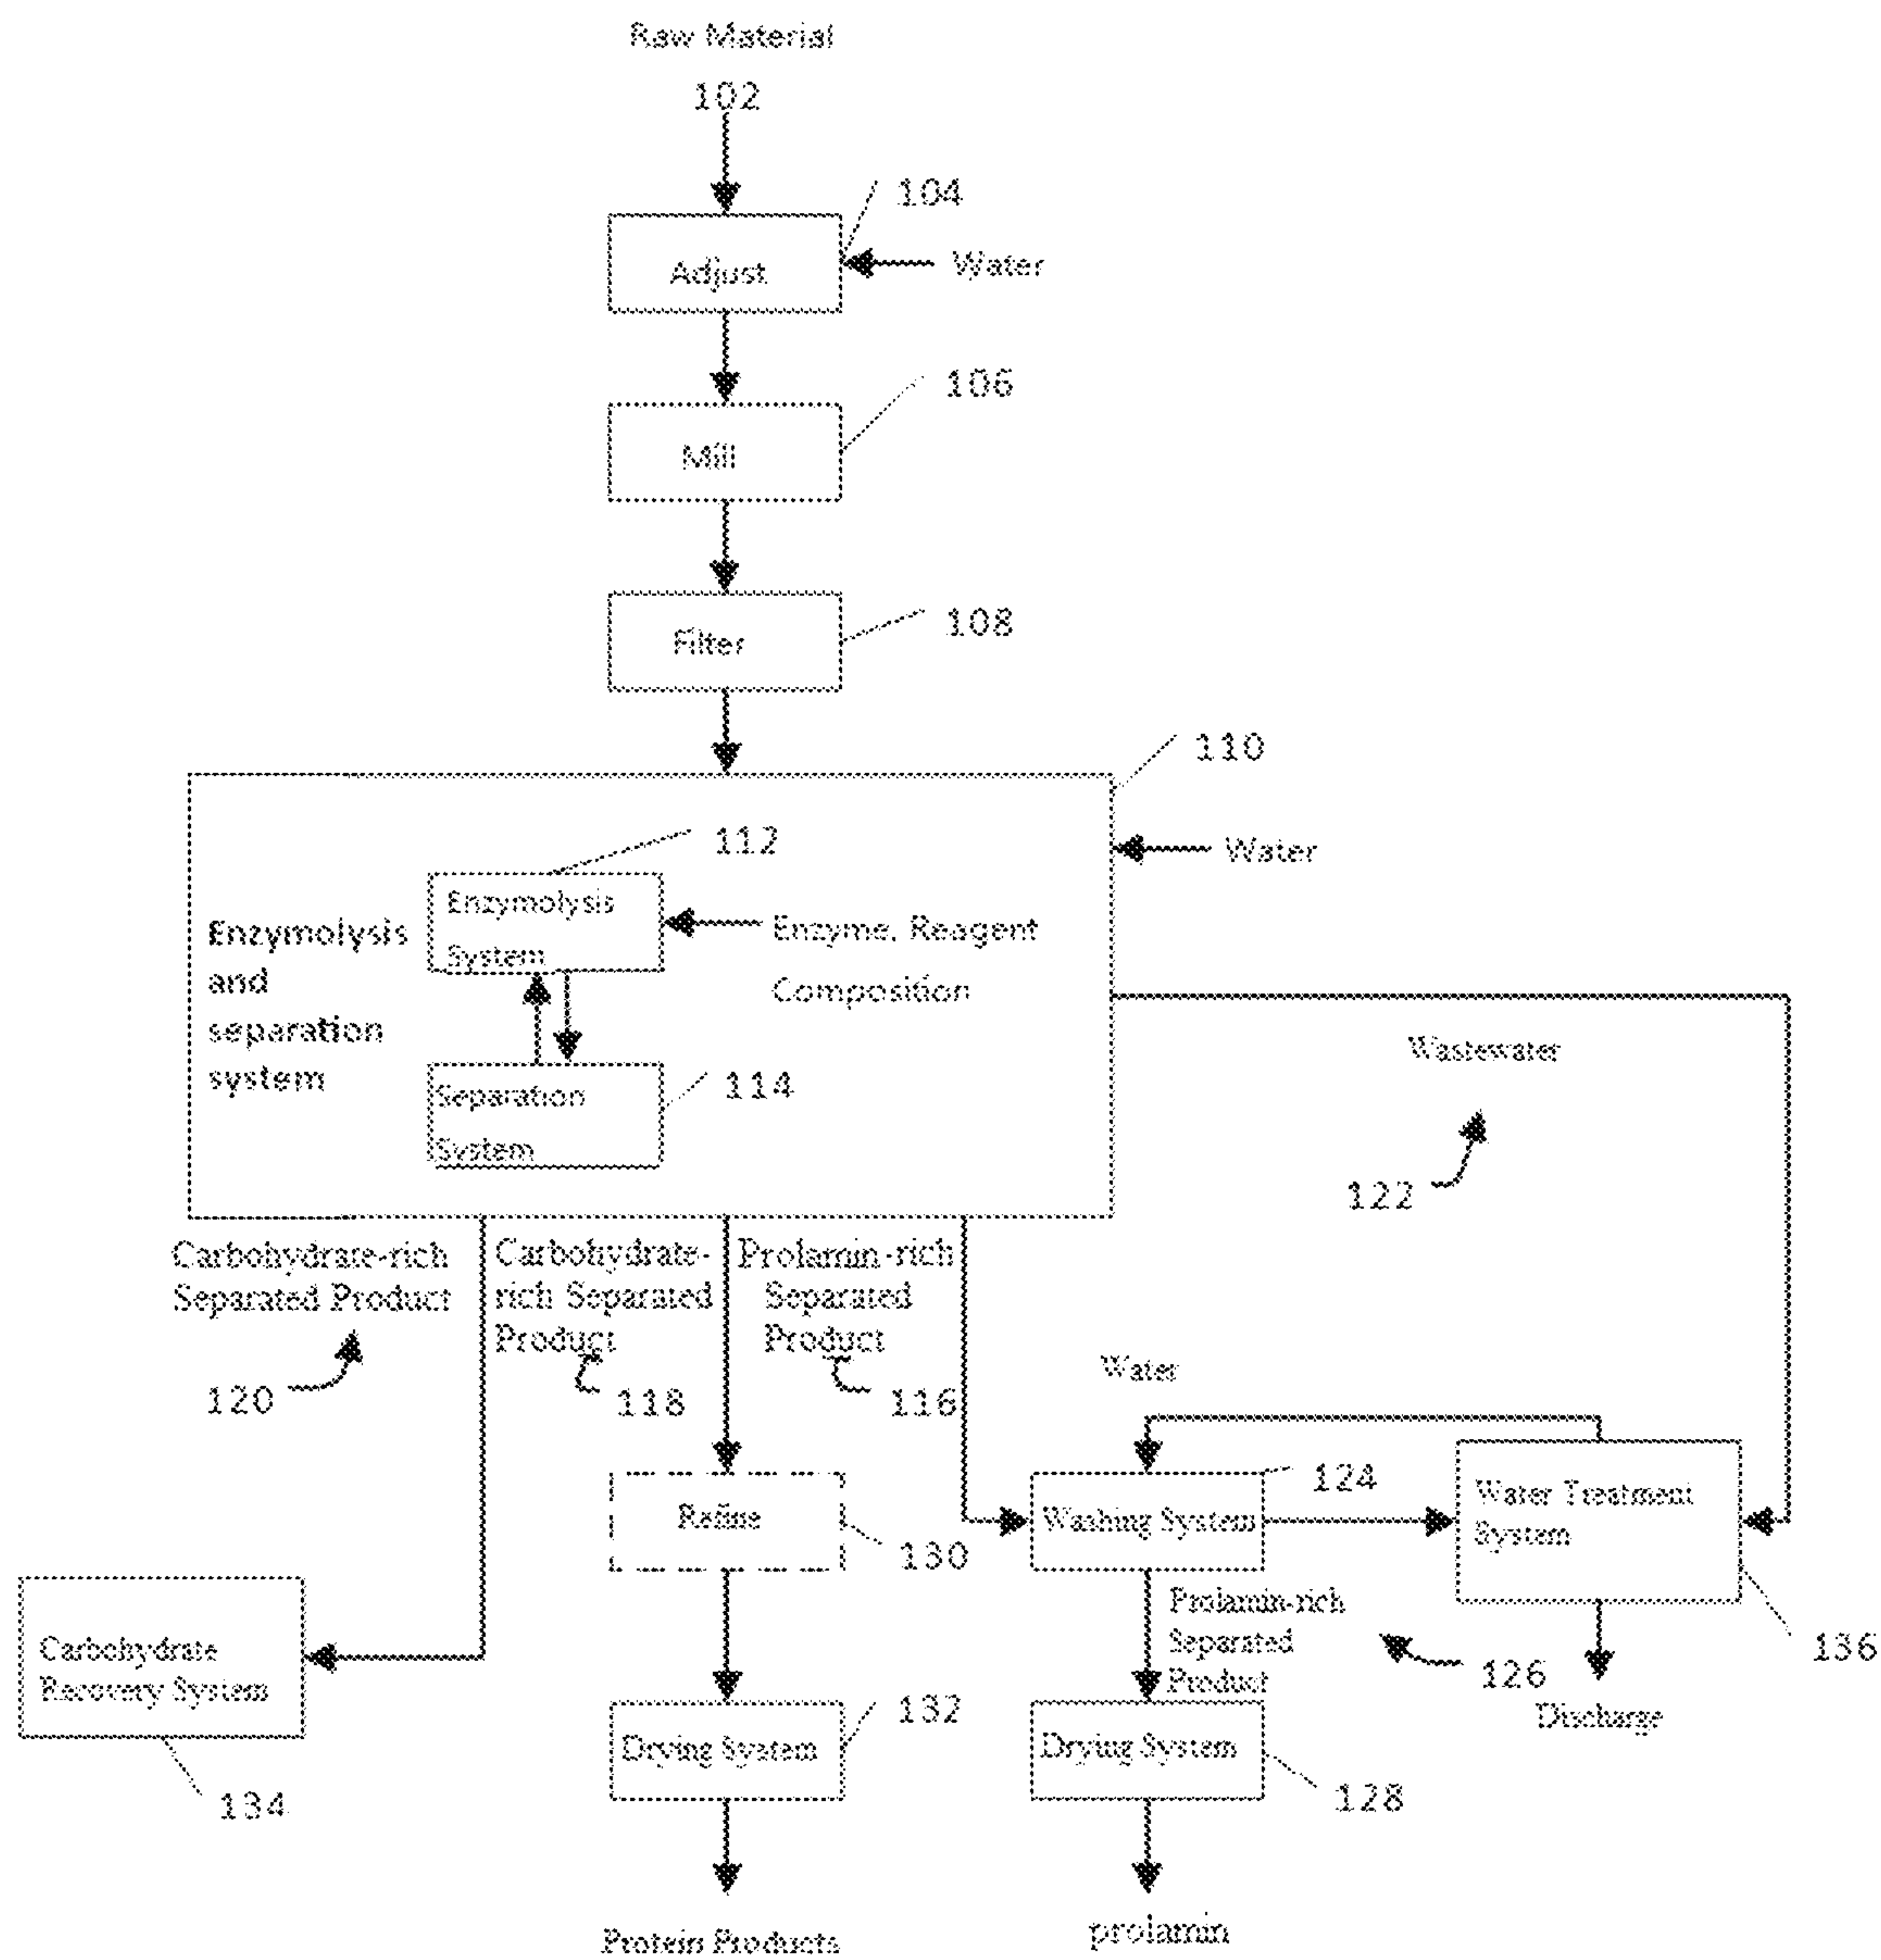 Raw Material
102
104
Adjust
Water
106
Mill
108
Filter
110
112
Water
Enzymolysis
System
Enzyme, Reagent
Composition
Enzymolysis
and
separation
system
Separation
System
114
Wastewater
122
Carbohydrate-rich
Separated Product
120
Carbohydrate-
rich Separated
Product
118
Prolamin-rich
Separated
Product
116
Water
124
Refine
130
Washing System
Water Treatment
System
136
Prolamin-rich
Separated
Product
126
Discharge
Carbohydrate
Recovery System
134
132
Drying System
Drying System
128
Protein Products
prolamin